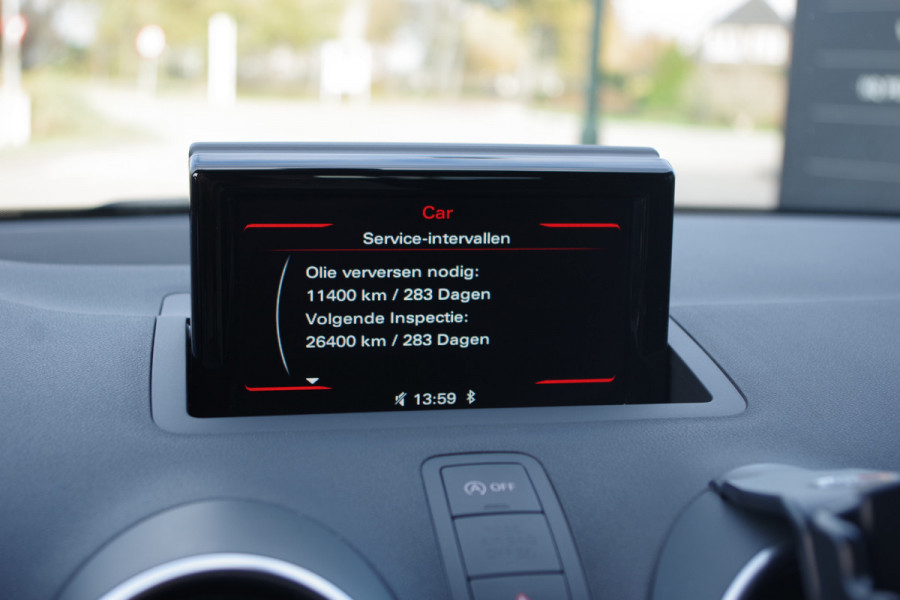 Car
Service-intervallen
Olie verversen nodig:
11400 km / 283 Dagen
Volgende Inspectie:
26400 km / 283 Dagen
13:59
OFF